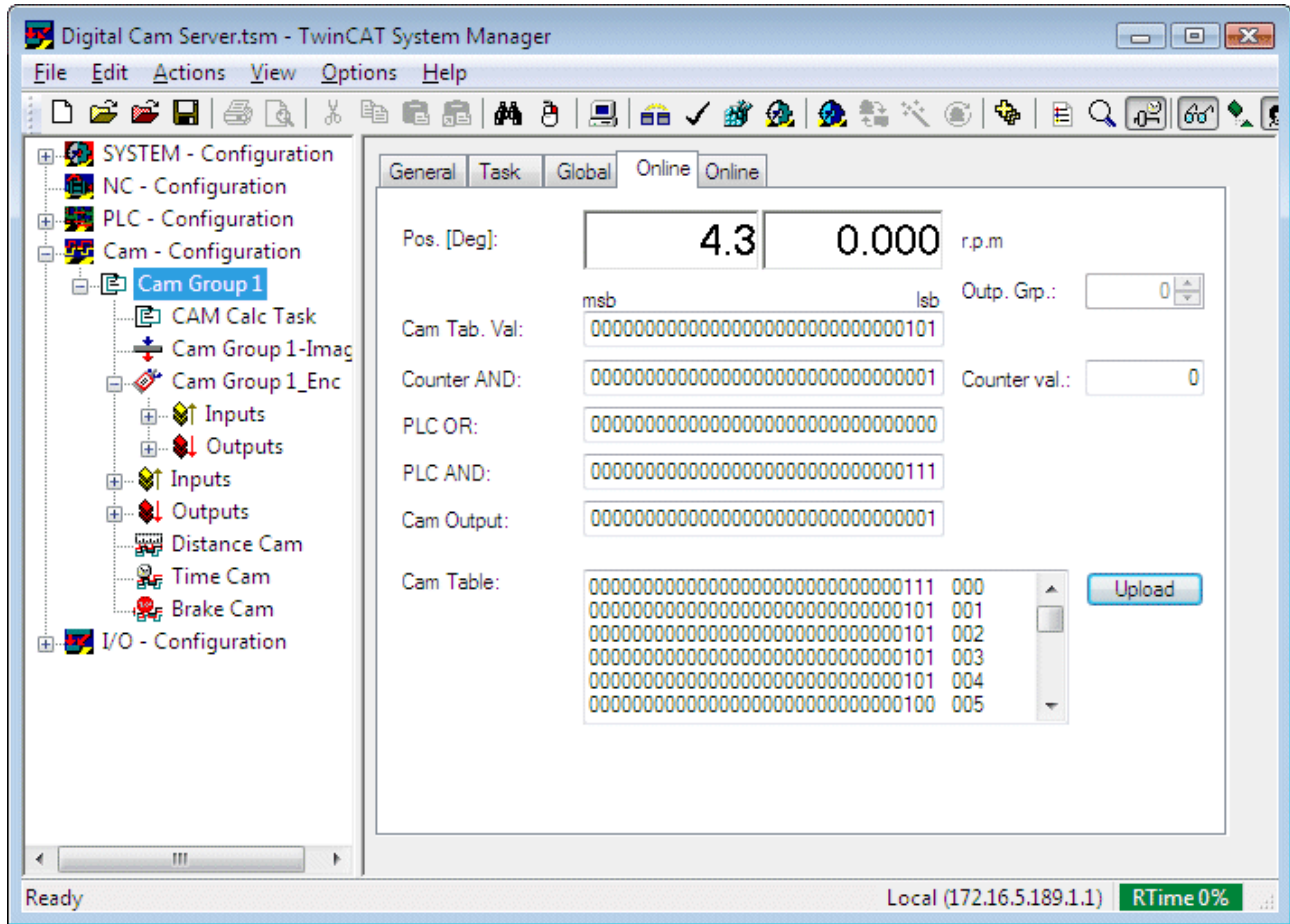 Digital Cam Server.tsm - TwinCAT System Manager
File Edit Actions View Options Help
SYSTEM - Configuration
NC - Configuration
PLC - Configuration
Cam - Configuration
Cam Group 1
CAM Calc Task
Cam Group 1-Imag
Cam Group 1_Enc
Inputs
Outputs
Inputs
Outputs
Distance Cam
Time Cam
Brake Cam
I/O - Configuration
General Task Global Online Online
Pos. [Deg]: 4.3 0.000 r.p.m
msb lsb Outp. Grp.: 0
Cam Tab. Val: 00000000000000000000000000000101
Counter AND: 00000000000000000000000000000001 Counter val.: 0
PLC OR: 00000000000000000000000000000000
PLC AND: 00000000000000000000000000000111
Cam Output: 00000000000000000000000000000001
Cam Table: 00000000000000000000000000000111 000
00000000000000000000000000000101 001
00000000000000000000000000000101 002
00000000000000000000000000000101 003
00000000000000000000000000000101 004
00000000000000000000000000000100 005
Upload
Ready Local (172.16.5.189.1.1) RTime 0%